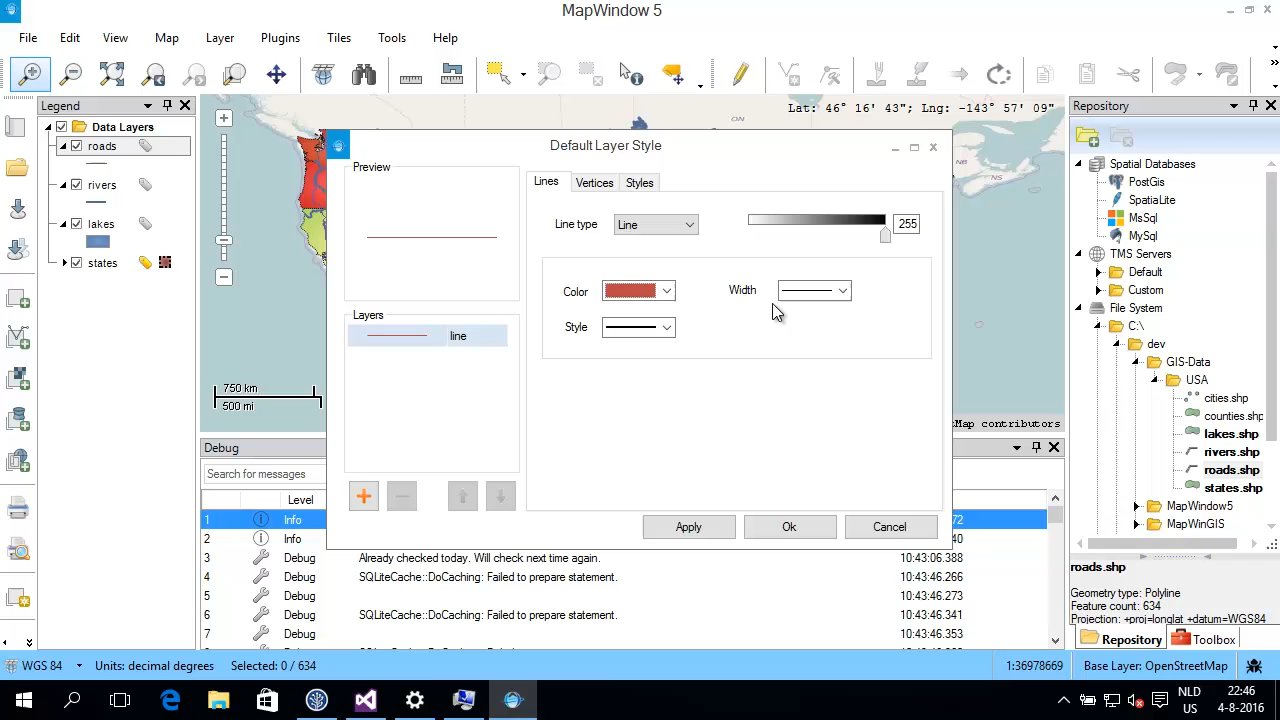 MapWindow 5
File Edit View Map Layer Plugins Tiles Tools Help
Legend
Data Layers
roads
rivers
lakes
states
Lat: 46° 16' 43"; Lng: -143° 57' 09"
ON
NB
NS
750 km
500 mi
Map contributors
Default Layer Style
Preview
Layers
line
Lines Vertices Styles
Line type Line 255
Color Width
Style
Apply Ok Cancel
Debug
Search for messages
Level
1 Info 72
2 Info 40
3 Debug Already checked today. Will check next time again. 10:43:06.388
4 Debug SQLiteCache::DoCaching: Failed to prepare statement. 10:43:46.266
5 Debug 10:43:46.273
6 Debug SQLiteCache::DoCaching: Failed to prepare statement. 10:43:46.341
7 Debug 10:43:46.353
Repository
Spatial Databases
PostGis
SpatiaLite
MsSql
MySql
TMS Servers
Default
Custom
File System
C:\
dev
GIS-Data
USA
cities.shp
counties.shp
lakes.shp
rivers.shp
roads.shp
states.shp
MapWindow5
MapWinGIS
roads.shp
Geometry type: Polyline
Feature count: 634
Projection: +proj=longlat +datum=WGS84
Repository Toolbox
WGS 84 Units: decimal degrees Selected: 0 / 634 1:36978669 Base Layer: OpenStreetMap
NLD
US
22:46
4-8-2016